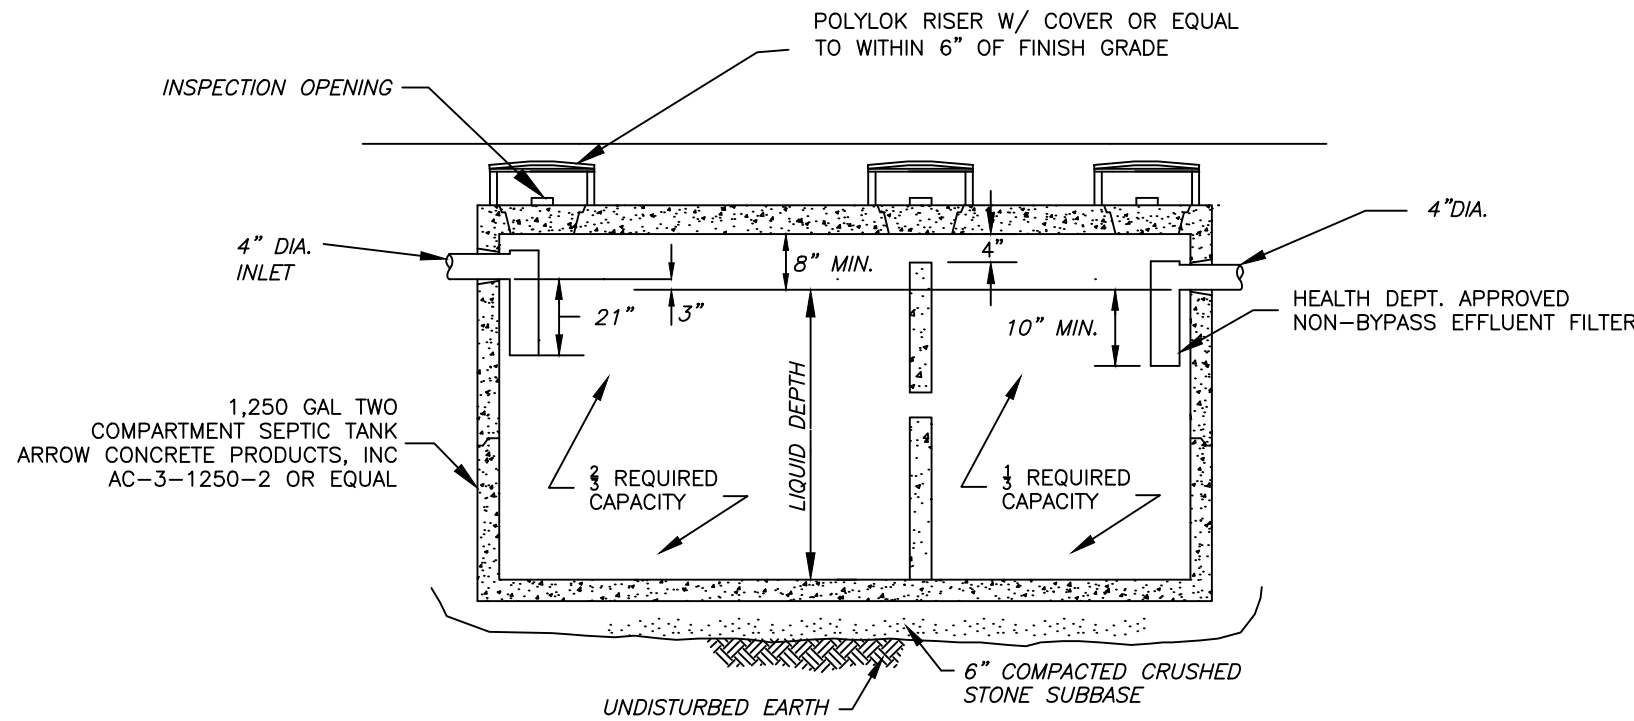 POLYLOK RISER W/ COVER OR EQUAL
TO WITHIN 6" OF FINISH GRADE
INSPECTION OPENING
4" DIA.
INLET
4"DIA.
4"
8" MIN.
21"
3"
10" MIN.
HEALTH DEPT. APPROVED
NON-BYPASS EFFLUENT FILTER
LIQUID DEPTH
1,250 GAL TWO
COMPARTMENT SEPTIC TANK
ARROW CONCRETE PRODUCTS, INC
AC-3-1250-2 OR EQUAL
2/3 REQUIRED
CAPACITY
1/3 REQUIRED
CAPACITY
6" COMPACTED CRUSHED
STONE SUBBASE
UNDISTURBED EARTH